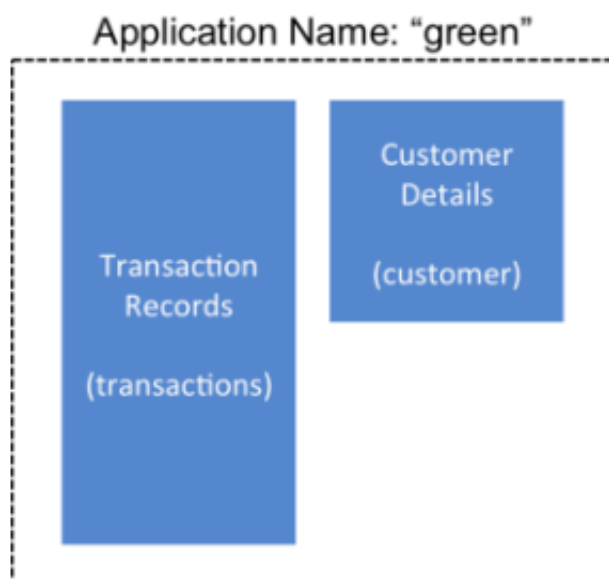 Application Name: “green”
Transaction
Records
(transactions)
Customer
Details
(customer)